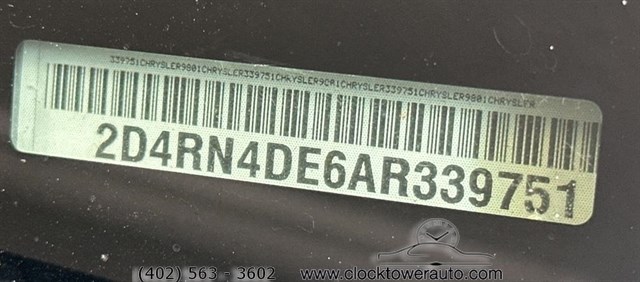 339751CHRYSLER9801CHRYSLER339751CHRYSLER9801CHRYSLER339751CHRYSLER9801CHRYSLER
2D4RN4DE6AR339751
(402) 563 - 3602 www.clocktowerauto.com